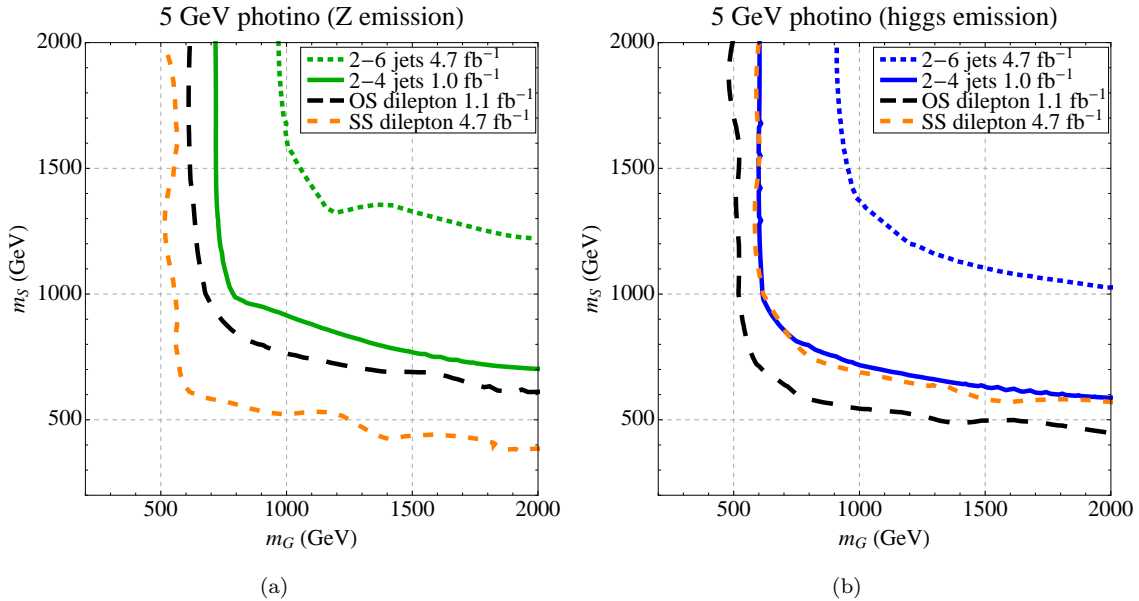 5 GeV photino (Z emission)
2000
1500
1000
500
m_S (GeV)
2−6 jets 4.7 fb⁻¹
2−4 jets 1.0 fb⁻¹
OS dilepton 1.1 fb⁻¹
SS dilepton 4.7 fb⁻¹
500 1000 1500 2000
m_G (GeV)
(a)
5 GeV photino (higgs emission)
2000
1500
1000
500
m_S (GeV)
2−6 jets 4.7 fb⁻¹
2−4 jets 1.0 fb⁻¹
OS dilepton 1.1 fb⁻¹
SS dilepton 4.7 fb⁻¹
500 1000 1500 2000
m_G (GeV)
(b)